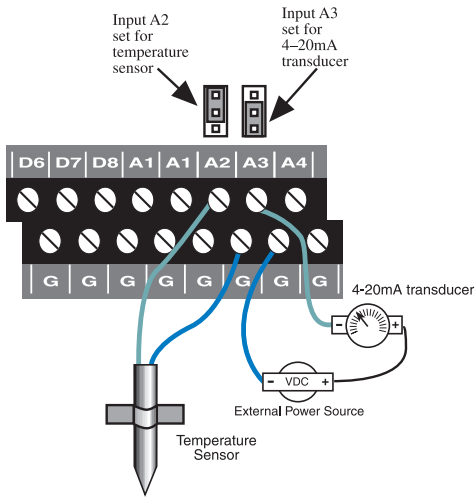 Input A2
set for
temperature
sensor
Input A3
set for
4–20mA
transducer
D6 D7 D8 A1 A1 A2 A3 A4
G G G G G G G G
4-20mA transducer
- +
- VDC +
External Power Source
Temperature
Sensor